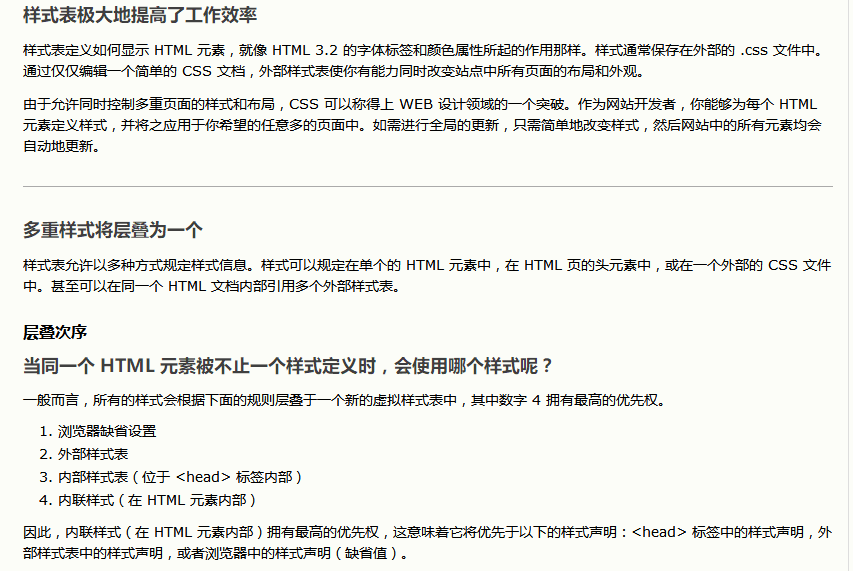 样式表极大地提高了工作效率
样式表定义如何显示 HTML 元素，就像 HTML 3.2 的字体标签和颜色属性所起的作用那样。样式通常保存在外部的 .css 文件中。
通过仅仅编辑一个简单的 CSS 文档，外部样式表使你有能力同时改变站点中所有页面的布局和外观。
由于允许同时控制多重页面的样式和布局，CSS 可以称得上 WEB 设计领域的一个突破。作为网站开发者，你能够为每个 HTML
元素定义样式，并将之应用于你希望的任意多的页面中。如需进行全局的更新，只需简单地改变样式，然后网站中的所有元素均会
自动地更新。
多重样式将层叠为一个
样式表允许以多种方式规定样式信息。样式可以规定在单个的 HTML 元素中，在 HTML 页的头元素中，或在一个外部的 CSS 文件
中。甚至可以在同一个 HTML 文档内部引用多个外部样式表。
层叠次序
当同一个 HTML 元素被不止一个样式定义时，会使用哪个样式呢？
一般而言，所有的样式会根据下面的规则层叠于一个新的虚拟样式表中，其中数字 4 拥有最高的优先权。
1. 浏览器缺省设置
2. 外部样式表
3. 内部样式表（位于 <head> 标签内部）
4. 内联样式（在 HTML 元素内部）
因此，内联样式（在 HTML 元素内部）拥有最高的优先权，这意味着它将优先于以下的样式声明：<head> 标签中的样式声明，外
部样式表中的样式声明，或者浏览器中的样式声明（缺省值）。